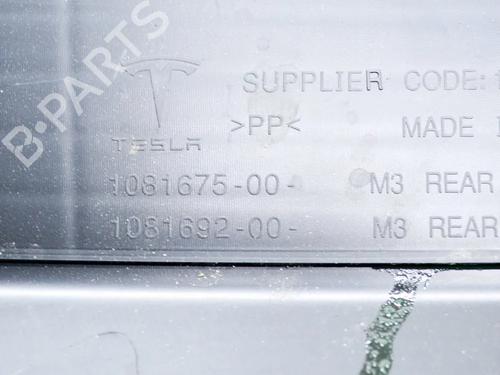 B-PARTS
SUPPLIER CODE:
TESLA >PP< MADE
1081675-00- M3 REAR
1081692-00- M3 REAR